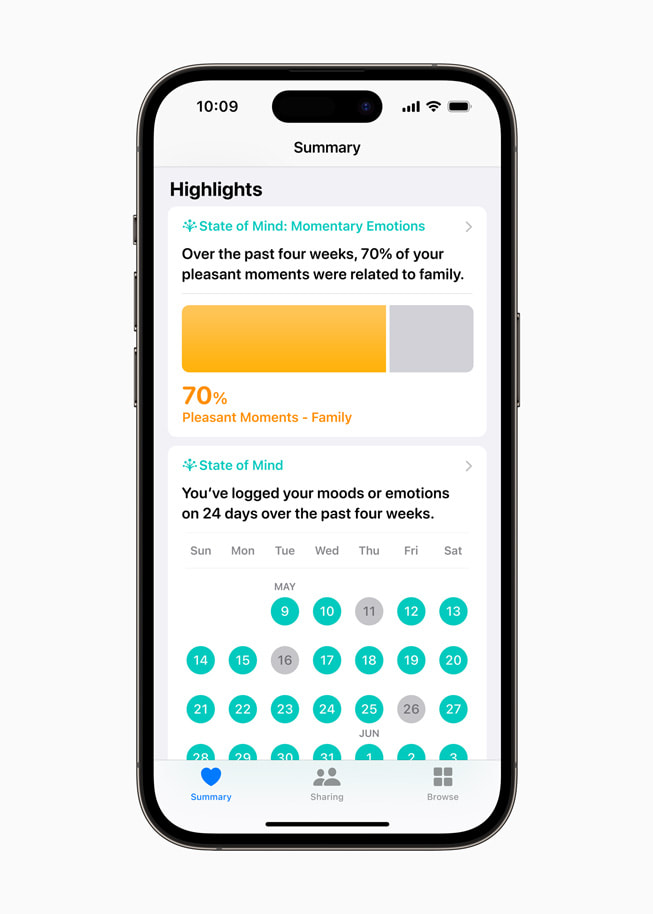 10:09
Summary
Highlights
State of Mind: Momentary Emotions
Over the past four weeks, 70% of your
pleasant moments were related to family.
70%
Pleasant Moments - Family
State of Mind
You’ve logged your moods or emotions
on 24 days over the past four weeks.
Sun Mon Tue Wed Thu Fri Sat
MAY
9 10 11 12 13
14 15 16 17 18 19 20
21 22 23 24 25 26 27
JUN
28 29 30 31 1 2 3
Summary Sharing Browse